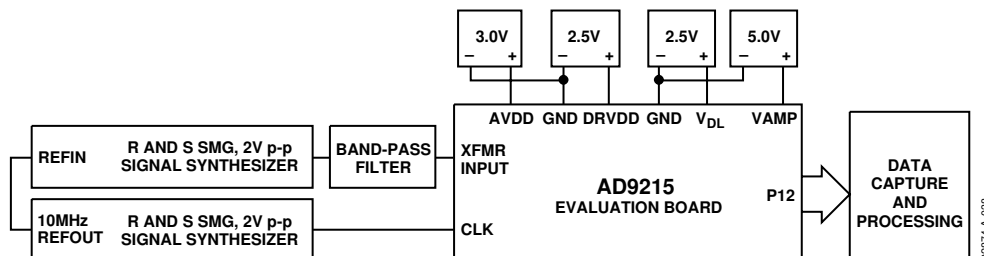 3.0V
– +
2.5V
– +
2.5V
– +
5.0V
– +
AVDD GND DRVDD GND VDL VAMP
REFIN
R AND S SMG, 2V p-p
SIGNAL SYNTHESIZER
BAND-PASS
FILTER
XFMR
INPUT
10MHz
REFOUT
R AND S SMG, 2V p-p
SIGNAL SYNTHESIZER
CLK
AD9215
EVALUATION BOARD
P12
DATA
CAPTURE
AND
PROCESSING